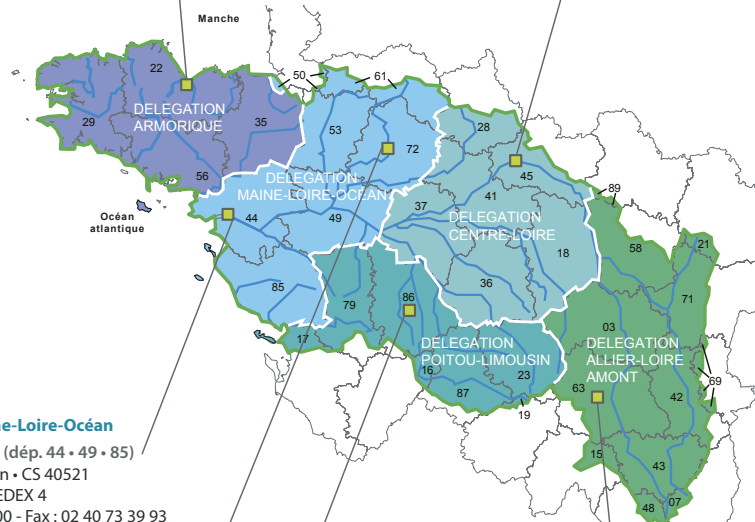 Manche
22
50
61
DELEGATION
ARMORIQUE
29
35
53
28
72
56
45
DELEGATION
MAINE-LOIRE-OCEAN
89
41
37
Océan
atlantique
44
49
DELEGATION
CENTRE-LOIRE
21
58
18
85
36
71
79
86
17
03
DELEGATION
POITOU-LIMOUSIN
DELEGATION
ALLIER-LOIRE
AMONT
16
23
63
69
87
42
19
ne-Loire-Océan
(dép. 44 • 49 • 85)
n • CS 40521
EDEX 4
00 - Fax : 02 40 73 39 93
15
43
48
07